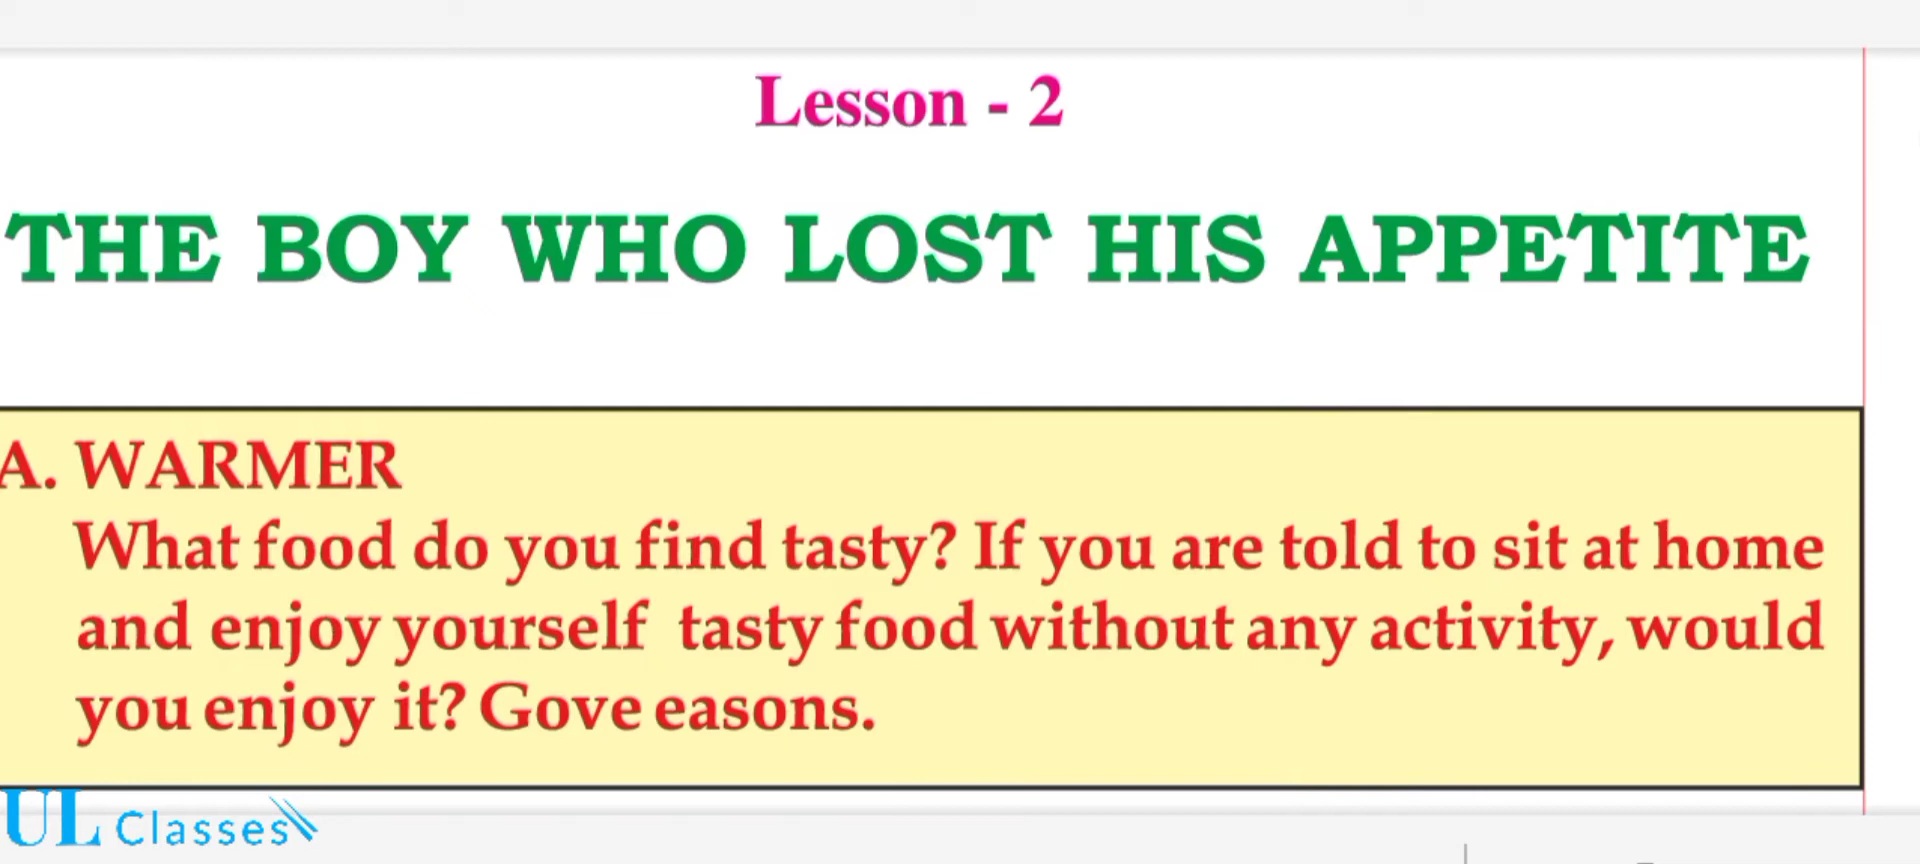 Lesson - 2
THE BOY WHO LOST HIS APPETITE
A. WARMER
What food do you find tasty? If you are told to sit at home
and enjoy yourself tasty food without any activity, would
you enjoy it? Gove easons.
UL Classes